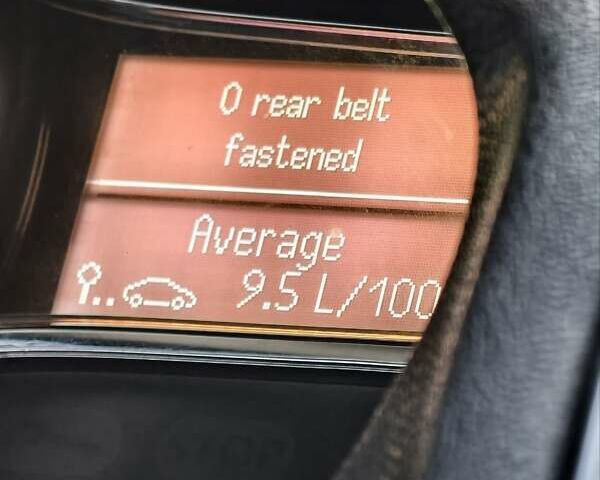 0 rear belt
fastened
Average
9.5 L/100